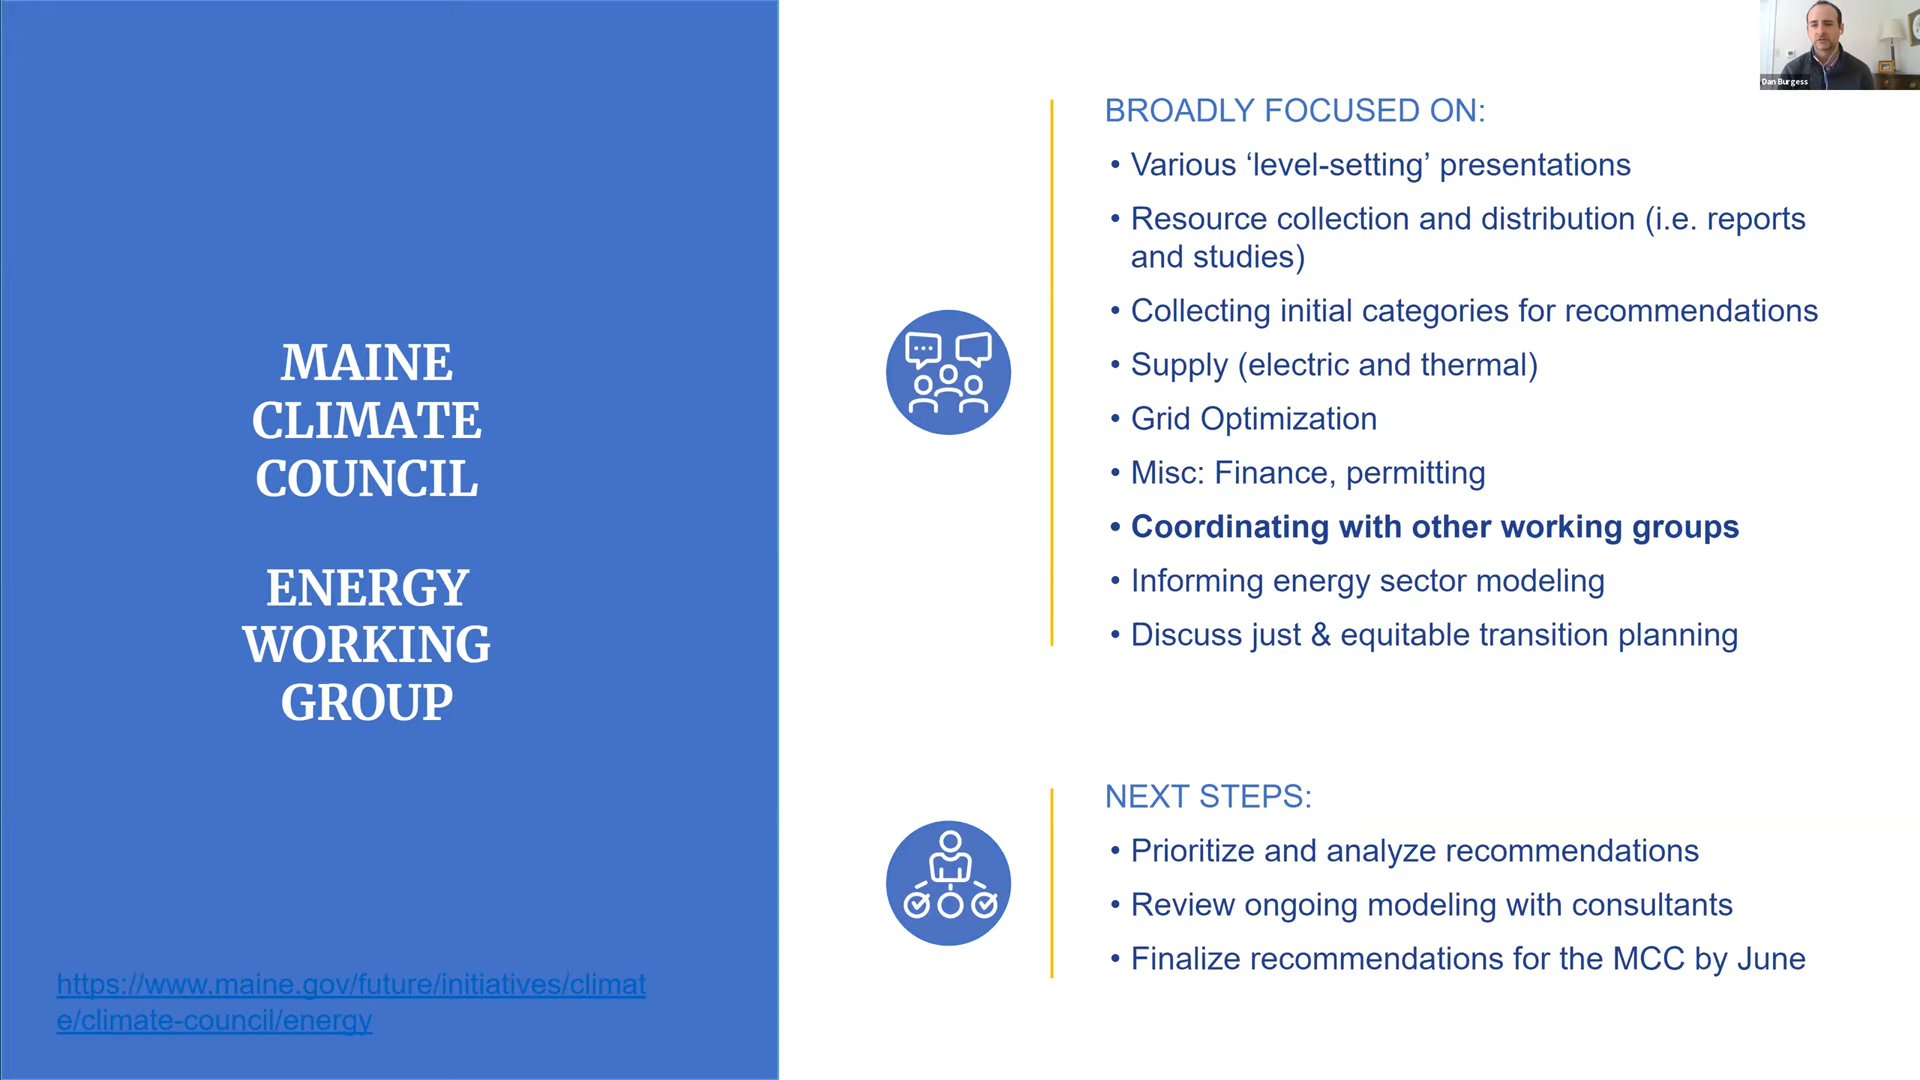 MAINE
CLIMATE
COUNCIL
ENERGY
WORKING
GROUP
https://www.maine.gov/future/initiatives/climat
e/climate-council/energy
BROADLY FOCUSED ON:
• Various ‘level-setting’ presentations
• Resource collection and distribution (i.e. reports
and studies)
• Collecting initial categories for recommendations
• Supply (electric and thermal)
• Grid Optimization
• Misc: Finance, permitting
• Coordinating with other working groups
• Informing energy sector modeling
• Discuss just & equitable transition planning
NEXT STEPS:
• Prioritize and analyze recommendations
• Review ongoing modeling with consultants
• Finalize recommendations for the MCC by June
Dan Burgess